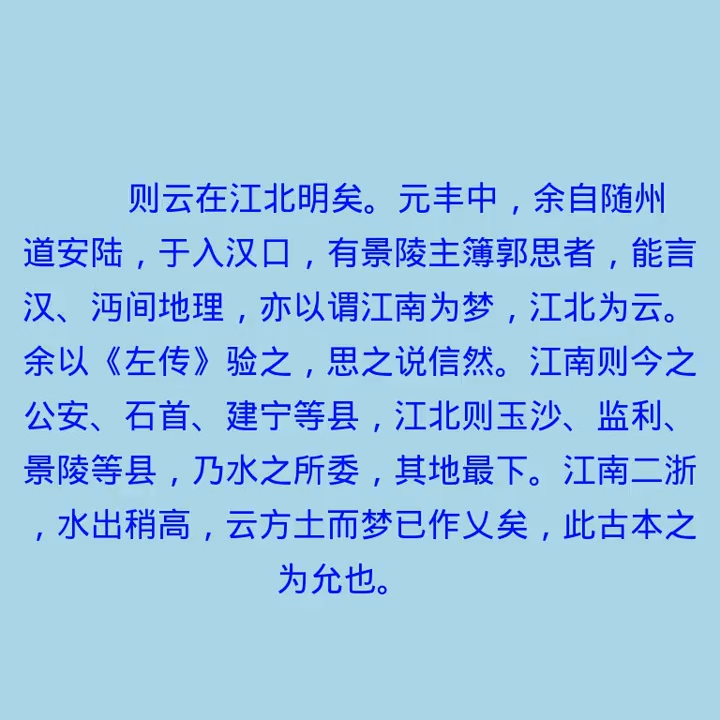 则云在江北明矣。元丰中，余自随州
道安陆，于入汉口，有景陵主簿郭思者，能言
汉、沔间地理，亦以谓江南为梦，江北为云。
余以《左传》验之，思之说信然。江南则今之
公安、石首、建宁等县，江北则玉沙、监利、
景陵等县，乃水之所委，其地最下。江南二浙
，水出稍高，云方土而梦已作乂矣，此古本之
为允也。